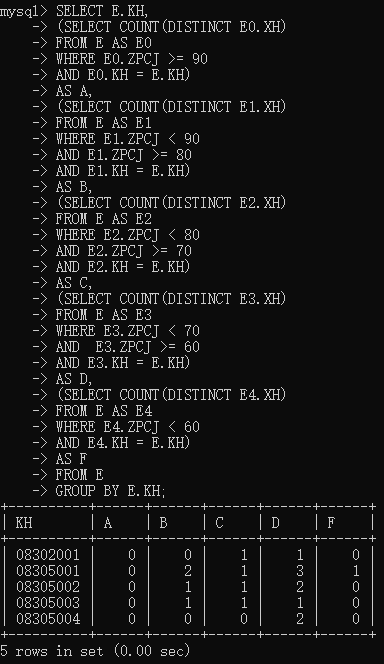 mysql> SELECT E.KH,
    -> (SELECT COUNT(DISTINCT E0.XH)
    -> FROM E AS E0
    -> WHERE E0.ZPCJ >= 90
    -> AND E0.KH = E.KH)
    -> AS A,
    -> (SELECT COUNT(DISTINCT E1.XH)
    -> FROM E AS E1
    -> WHERE E1.ZPCJ < 90
    -> AND E1.ZPCJ >= 80
    -> AND E1.KH = E.KH)
    -> AS B,
    -> (SELECT COUNT(DISTINCT E2.XH)
    -> FROM E AS E2
    -> WHERE E2.ZPCJ < 80
    -> AND E2.ZPCJ >= 70
    -> AND E2.KH = E.KH)
    -> AS C,
    -> (SELECT COUNT(DISTINCT E3.XH)
    -> FROM E AS E3
    -> WHERE E3.ZPCJ < 70
    -> AND  E3.ZPCJ >= 60
    -> AND E3.KH = E.KH)
    -> AS D,
    -> (SELECT COUNT(DISTINCT E4.XH)
    -> FROM E AS E4
    -> WHERE E4.ZPCJ < 60
    -> AND E4.KH = E.KH)
    -> AS F
    -> FROM E
    -> GROUP BY E.KH;
+----------+------+------+------+------+------+
| KH       | A    | B    | C    | D    | F    |
+----------+------+------+------+------+------+
| 08302001 |    0 |    0 |    1 |    1 |    0 |
| 08305001 |    0 |    2 |    1 |    3 |    1 |
| 08305002 |    0 |    1 |    1 |    2 |    0 |
| 08305003 |    0 |    1 |    1 |    1 |    0 |
| 08305004 |    0 |    0 |    0 |    2 |    0 |
+----------+------+------+------+------+------+
5 rows in set (0.00 sec)